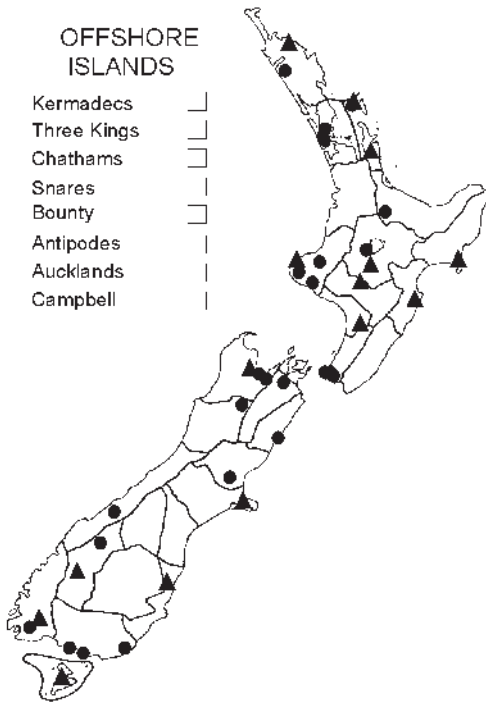 OFFSHORE
ISLANDS
Kermadecs
Three Kings
Chathams
Snares
Bounty
Antipodes
Aucklands
Campbell